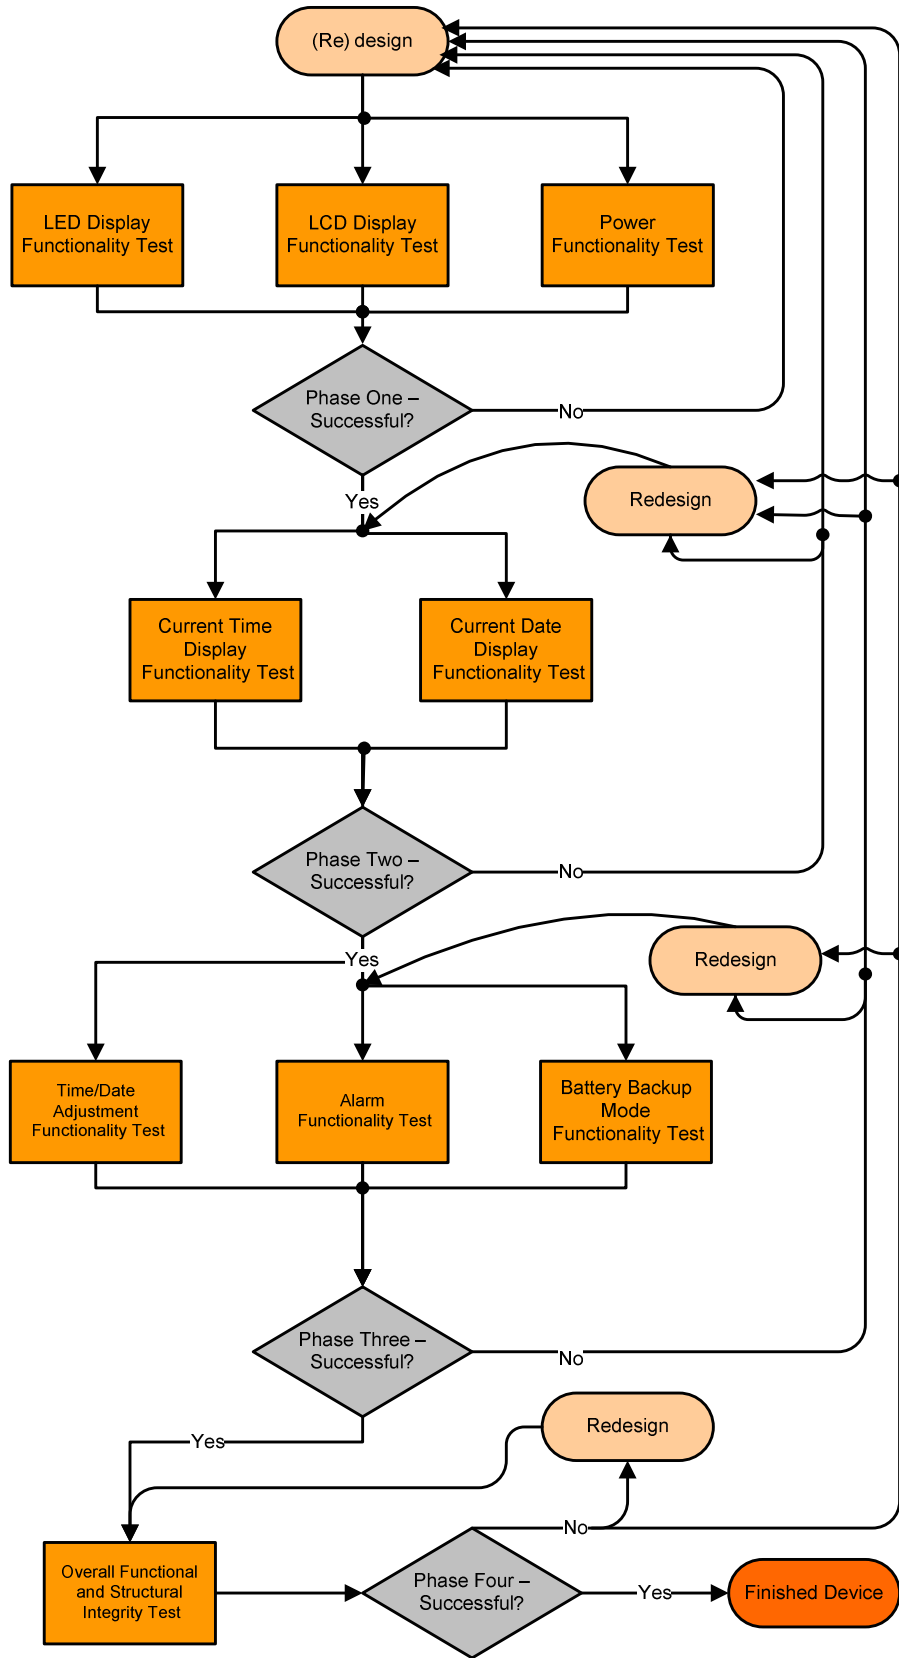 (Re) design
LED Display
Functionality Test
LCD Display
Functionality Test
Power
Functionality Test
Phase One –
Successful?
No
Yes
Redesign
Current Time
Display
Functionality Test
Current Date
Display
Functionality Test
Phase Two –
Successful?
No
Yes
Redesign
Time/Date
Adjustment
Functionality Test
Alarm
Functionality Test
Battery Backup
Mode
Functionality Test
Phase Three –
Successful?
No
Yes
Redesign
No
Overall Functional
and Structural
Integrity Test
Phase Four –
Successful?
Yes
Finished Device